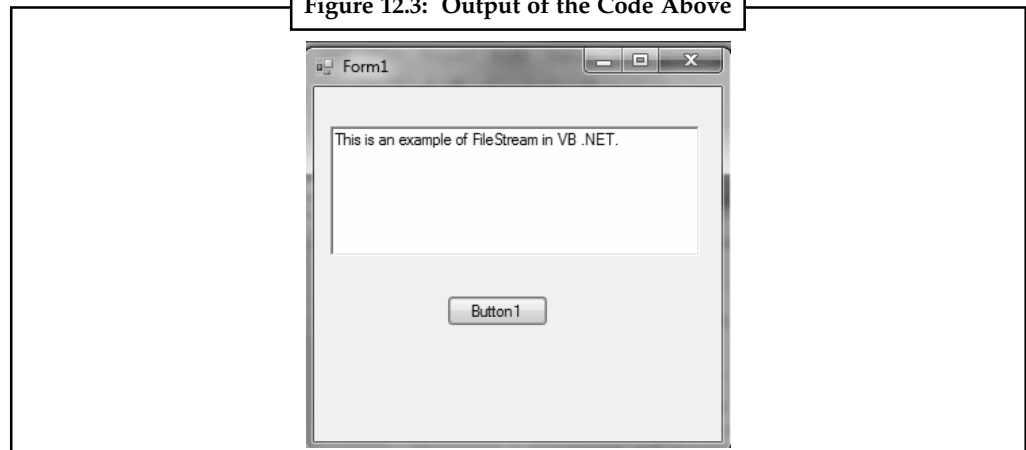 Figure 12.3: Output of the Code Above
Form1
This is an example of FileStream in VB .NET.
Button1